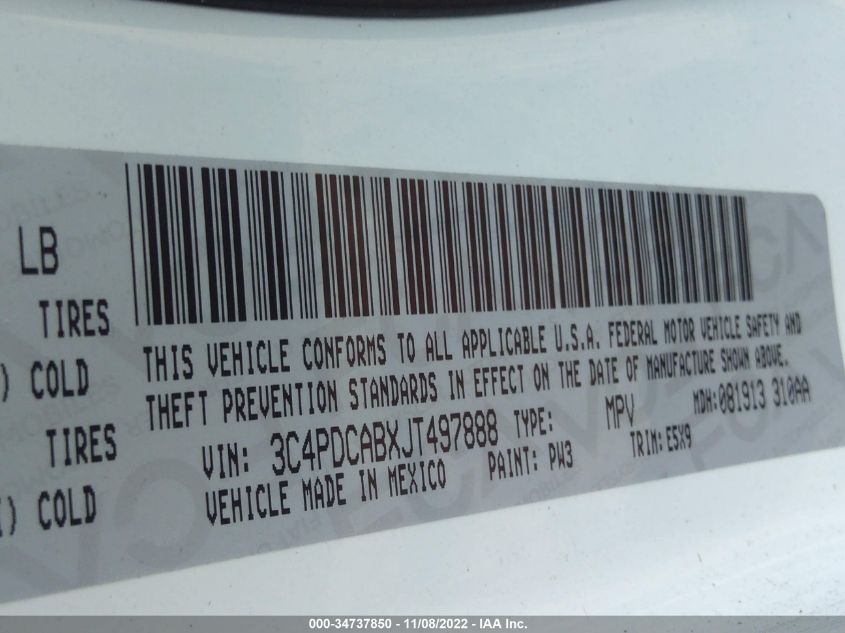 LB
TIRES
) COLD
TIRES
) COLD
THIS VEHICLE CONFORMS TO ALL APPLICABLE U.S.A. FEDERAL MOTOR VEHICLE SAFETY AND
THEFT PREVENTION STANDARDS IN EFFECT ON THE DATE OF MANUFACTURE SHOWN ABOVE.
VIN: 3C4PDCABXJT497888 TYPE: MPV MDH:081913 310AA
VEHICLE MADE IN MEXICO PAINT: PW3 TRIM: E5X9
000-34737850 - 11/08/2022 - IAA Inc.